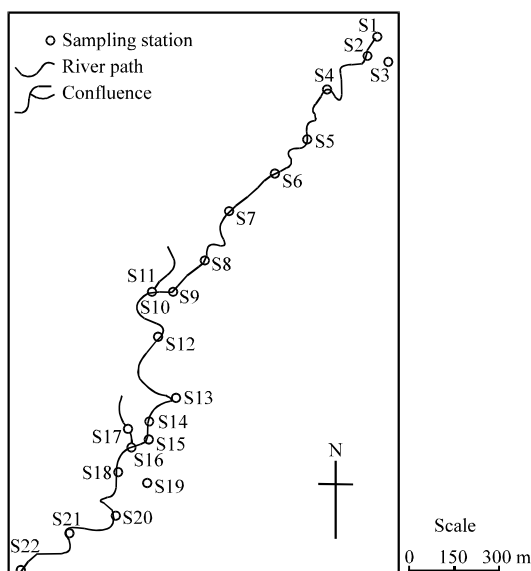 S1
S2
S3
Sampling station
River path
Confluence
S4
S5
S6
S7
S8
S11
S10
S9
S12
S13
S14
S17
S15
S16
S18
S19
S20
S21
S22
N
Scale
0 150 300 m